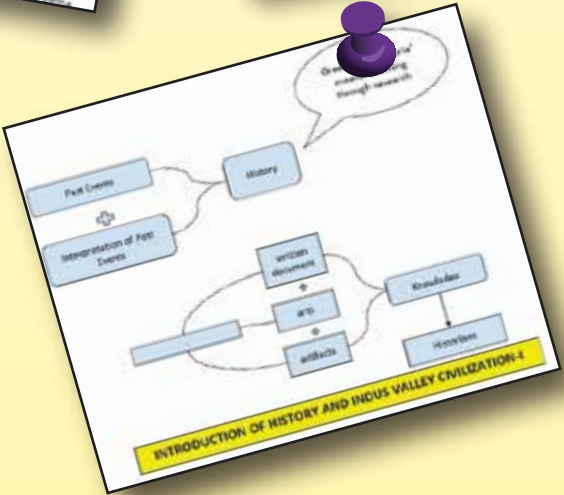 through research
History
Past Events
Interpretation of Past
Events
written
document
arts
artifacts
Knowledge
Historians
INTRODUCTION OF HISTORY AND INDUS VALLEY CIVILIZATION-I